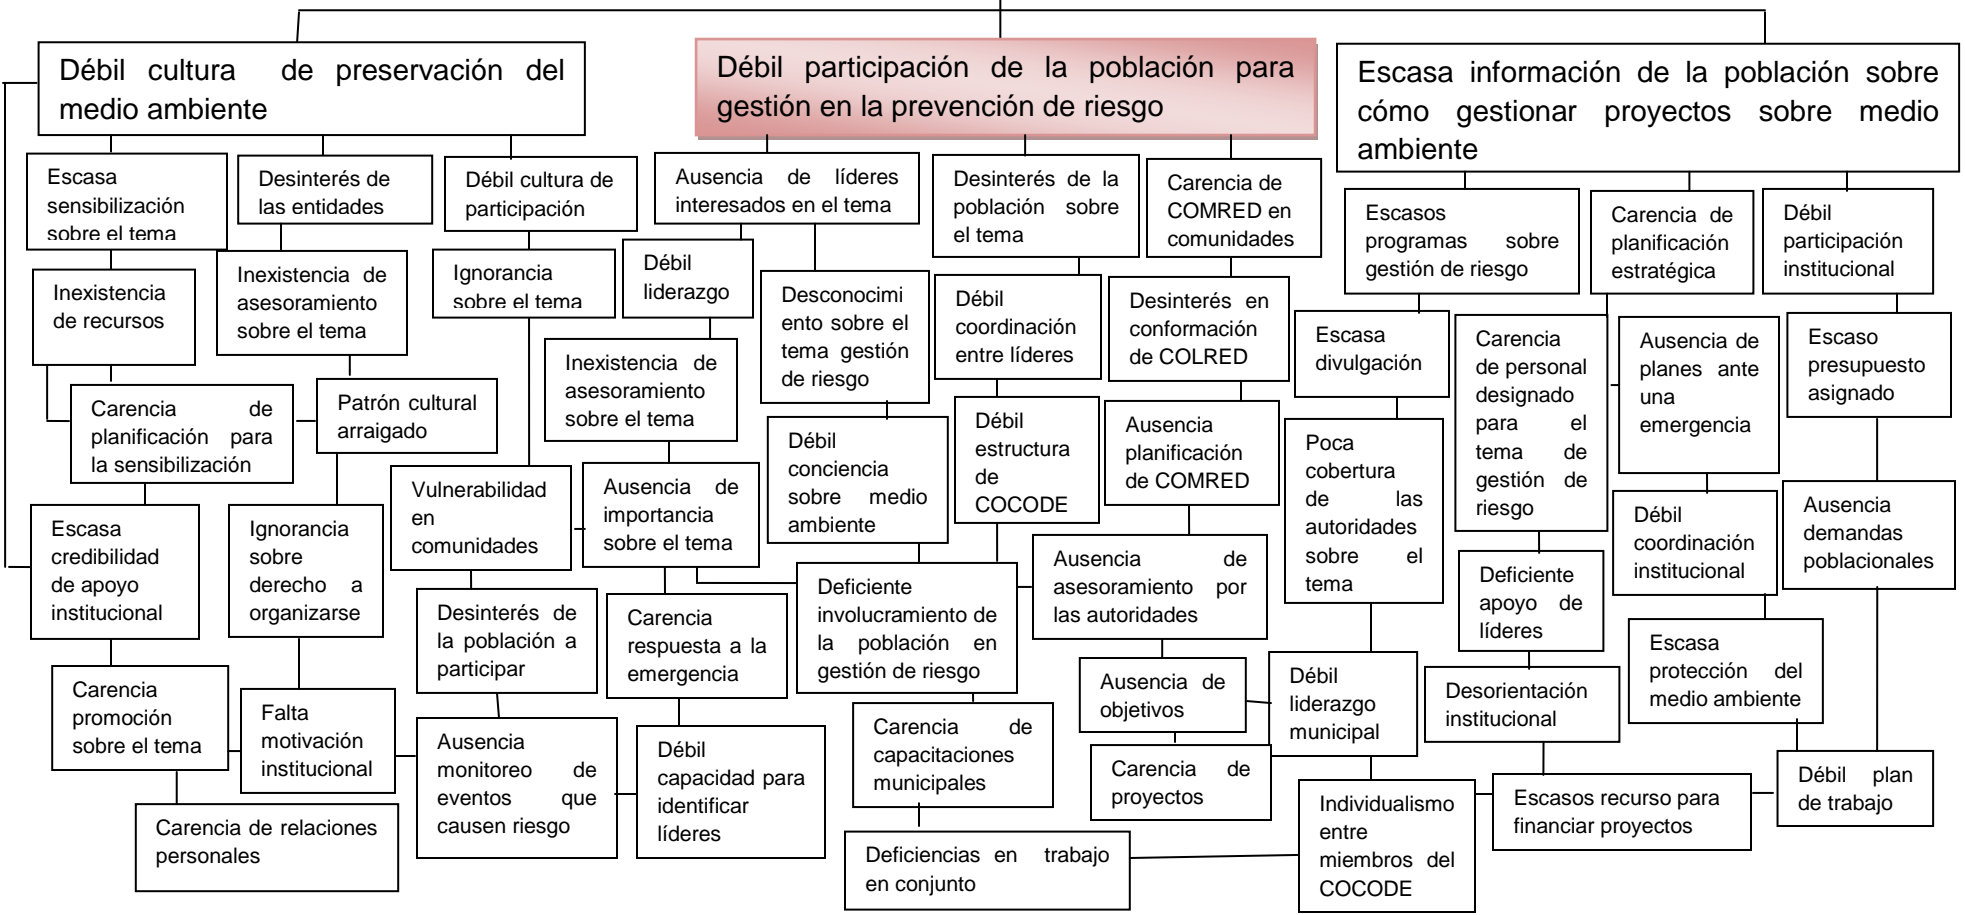 Débil cultura de preservación del
medio ambiente
Débil participación de la población para
gestión en la prevención de riesgo
Escasa información de la población sobre
cómo gestionar proyectos sobre medio
ambiente
Escasa
sensibilización
sobre el tema
Desinterés de
las entidades
Débil cultura de
participación
Ausencia de líderes
interesados en el tema
Desinterés de la
población sobre
el tema
Carencia de
COMRED en
comunidades
Escasos
programas sobre
gestión de riesgo
Carencia de
planificación
estratégica
Débil
participación
institucional
Inexistencia
de recursos
Inexistencia de
asesoramiento
sobre el tema
Ignorancia
sobre el tema
Débil
liderazgo
Desconocimi
ento sobre el
tema gestión
de riesgo
Débil
coordinación
entre líderes
Desinterés en
conformación
de COLRED
Escasa
divulgación
Carencia
de personal
designado
para el
tema de
gestión de
riesgo
Ausencia de
planes ante
una
emergencia
Escaso
presupuesto
asignado
Carencia de
planificación para
la sensibilización
Patrón cultural
arraigado
Inexistencia de
asesoramiento
sobre el tema
Débil
conciencia
sobre medio
ambiente
Débil
estructura
de
COCODE
Ausencia
planificación
de COMRED
Poca
cobertura
de las
autoridades
sobre el
tema
Vulnerabilidad
en
comunidades
Ausencia de
importancia
sobre el tema
Débil
coordinación
institucional
Ausencia
demandas
poblacionales
Escasa
credibilidad
de apoyo
institucional
Ignorancia
sobre
derecho a
organizarse
Ausencia de
asesoramiento por
las autoridades
Deficiente
apoyo de
líderes
Desinterés de
la población a
participar
Carencia
respuesta a la
emergencia
Deficiente
involucramiento de
la población en
gestión de riesgo
Escasa
protección del
medio ambiente
Carencia
promoción
sobre el tema
Falta
motivación
institucional
Ausencia de
objetivos
Débil
liderazgo
municipal
Desorientación
institucional
Ausencia
monitoreo de
eventos que
causen riesgo
Débil
capacidad para
identificar
líderes
Carencia de
capacitaciones
municipales
Carencia de
proyectos
Débil plan
de trabajo
Carencia de relaciones
personales
Individualismo
entre
miembros del
COCODE
Escasos recurso para
financiar proyectos
Deficiencias en trabajo
en conjunto